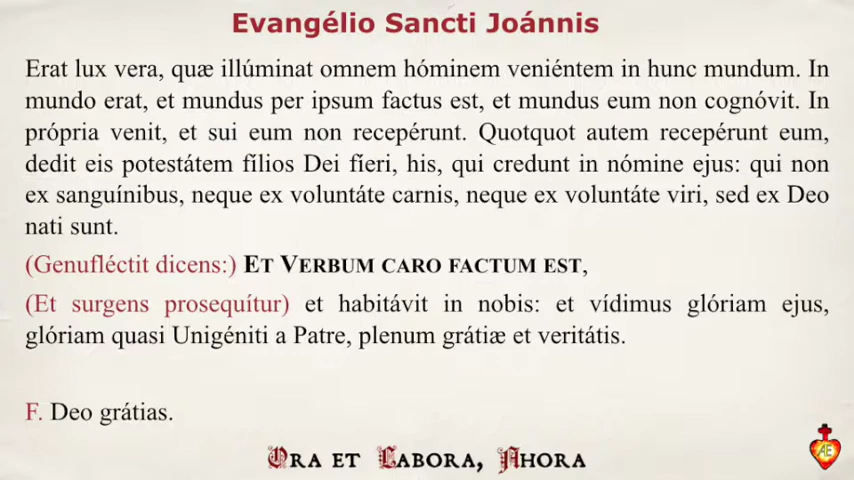 Evangélio Sancti Joánnis
Erat lux vera, quæ illúminat omnem hóminem veniéntem in hunc mundum. In
mundo erat, et mundus per ipsum factus est, et mundus eum non cognóvit. In
própria venit, et sui eum non recepérunt. Quotquot autem recepérunt eum,
dedit eis potestátem fílios Dei fíeri, his, qui credunt in nómine ejus: qui non
ex sanguínibus, neque ex voluntáte carnis, neque ex voluntáte viri, sed ex Deo
nati sunt.
(Genufléctit dicens:) ET VERBUM CARO FACTUM EST,
(Et surgens prosequítur) et habitávit in nobis: et vídimus glóriam ejus,
glóriam quasi Unigéniti a Patre, plenum grátiæ et veritátis.
F. Deo grátias.
ORA ET LABORA, AHORA
AE